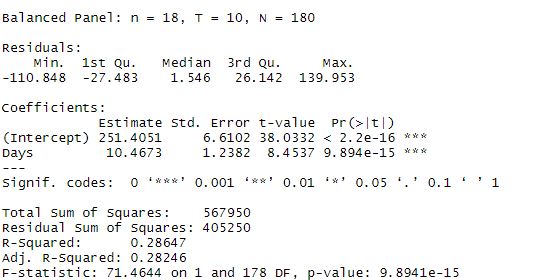 Balanced Panel: n = 18, T = 10, N = 180
Residuals:
Min. 1st Qu. Median 3rd Qu. Max.
-110.848 -27.483 1.546 26.142 139.953
Coefficients:
Estimate Std. Error t-value Pr(>|t|)
(Intercept) 251.4051 6.6102 38.0332 < 2.2e-16 ***
Days 10.4673 1.2382 8.4537 9.894e-15 ***
---
Signif. codes: 0 ‘***’ 0.001 ‘**’ 0.01 ‘*’ 0.05 ‘.’ 0.1 ‘ ’ 1
Total Sum of Squares: 567950
Residual Sum of Squares: 405250
R-Squared: 0.28647
Adj. R-Squared: 0.28246
F-statistic: 71.4644 on 1 and 178 DF, p-value: 9.8941e-15